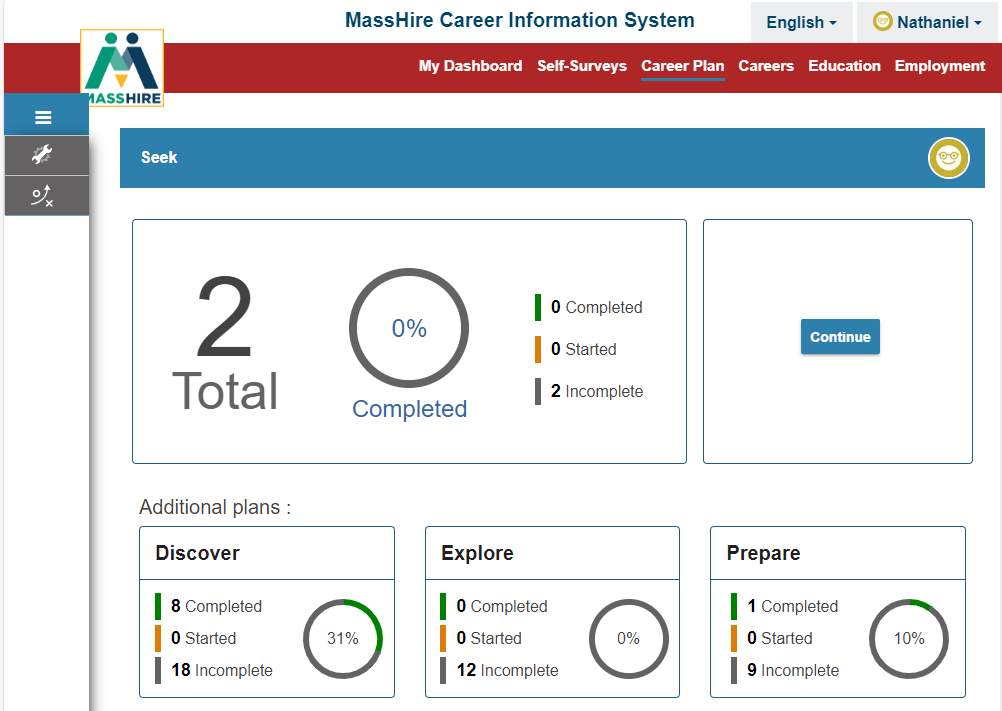 MassHire Career Information System
English
Nathaniel
My Dashboard Self-Surveys Career Plan Careers Education Employment
MASSHIRE
Seek
2
Total
0%
Completed
0 Completed
0 Started
2 Incomplete
Continue
Additional plans :
Discover
8 Completed
0 Started
18 Incomplete
31%
Explore
0 Completed
0 Started
12 Incomplete
0%
Prepare
1 Completed
0 Started
9 Incomplete
10%